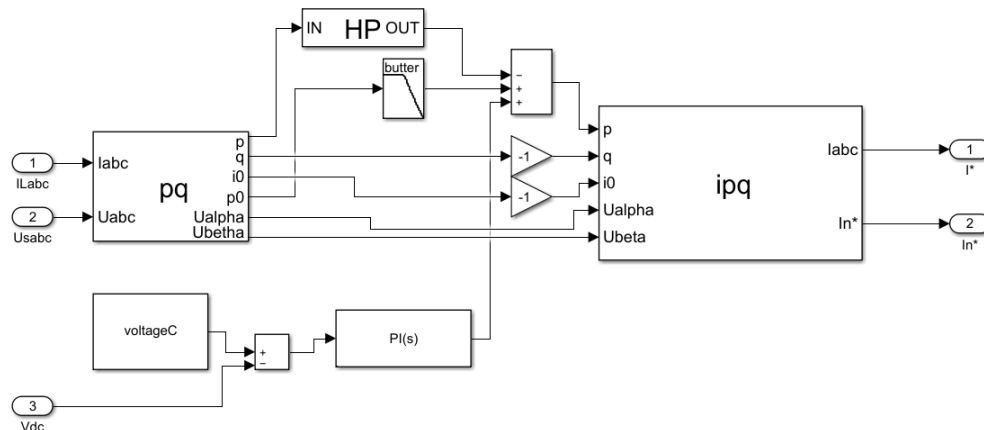 IN HP OUT
butter
−
+
+
p
q
i0
p0
Ualpha
Ubetha
Iabc
Uabc
pq
1
ILabc
2
Usabc
-1
-1
p
q
i0
Ualpha
Ubeta
ipq
Iabc
In*
1
I*
2
In*
voltageC
+
−
PI(s)
3
Vdc